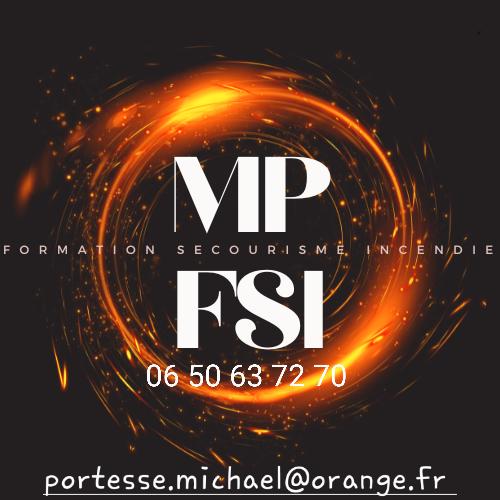 MP
FORMATION SECOURISME INCENDIE
FSI
06 50 63 72 70
portesse.michael@orange.fr